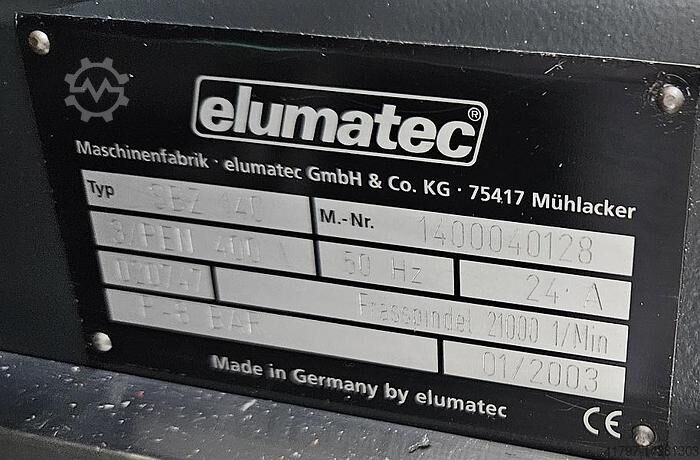 elumatec®
Maschinenfabrik · elumatec GmbH & Co. KG · 75417 Mühlacker
Typ SBZ 140 M.-Nr. 1400040128
3/PEN 400 V 50 Hz 24 A
020747 Frässpindel 21000 1/Min
P-8 BAR 01/2003
Made in Germany by elumatec CE